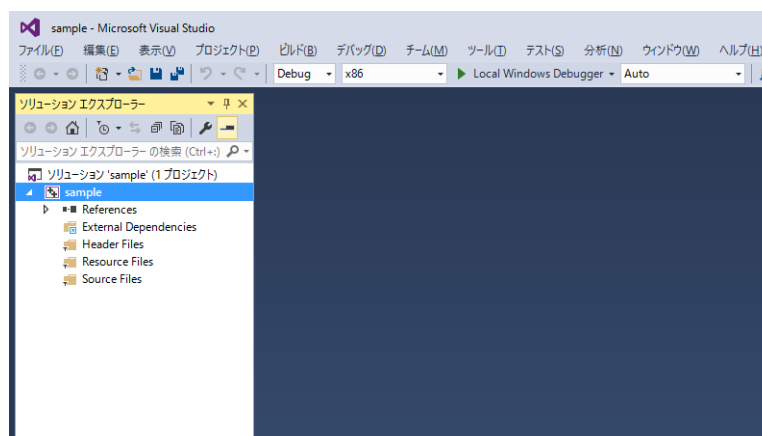 sample - Microsoft Visual Studio
ファイル(F) 編集(E) 表示(V) プロジェクト(P) ビルド(B) デバッグ(D) チーム(M) ツール(T) テスト(S) 分析(N) ウィンドウ(W) ヘルプ(H)
Debug x86 Local Windows Debugger Auto
ソリューション エクスプローラー
ソリューション エクスプローラー の検索 (Ctrl+:)
ソリューション 'sample' (1 プロジェクト)
sample
References
External Dependencies
Header Files
Resource Files
Source Files